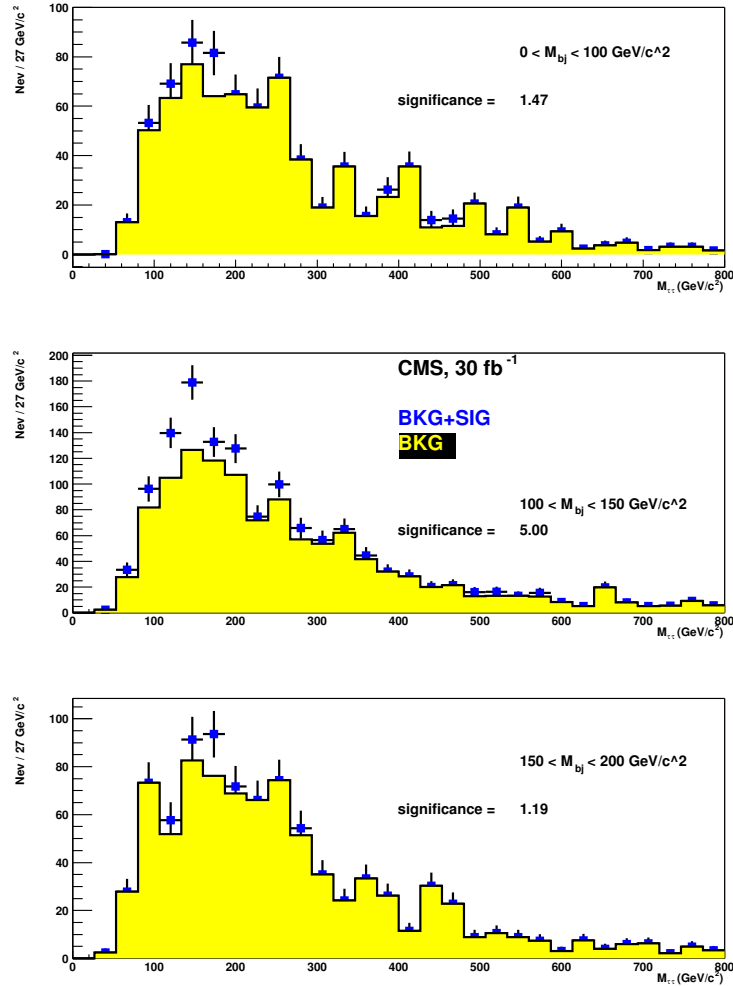 Nev / 27 GeV/c ²
100
80
60
40
20
0
0 < M_bj < 100 GeV/c^2
significance = 1.47
0 100 200 300 400 500 600 700 800
M_ττ (GeV/c²)
Nev / 27 GeV/c ²
200
180
160
140
120
100
80
60
40
20
0
CMS, 30 fb⁻¹
BKG+SIG
BKG
100 < M_bj < 150 GeV/c^2
significance = 5.00
0 100 200 300 400 500 600 700 800
M_ττ (GeV/c²)
Nev / 27 GeV/c ²
100
80
60
40
20
0
150 < M_bj < 200 GeV/c^2
significance = 1.19
0 100 200 300 400 500 600 700 800
M_ττ (GeV/c²)